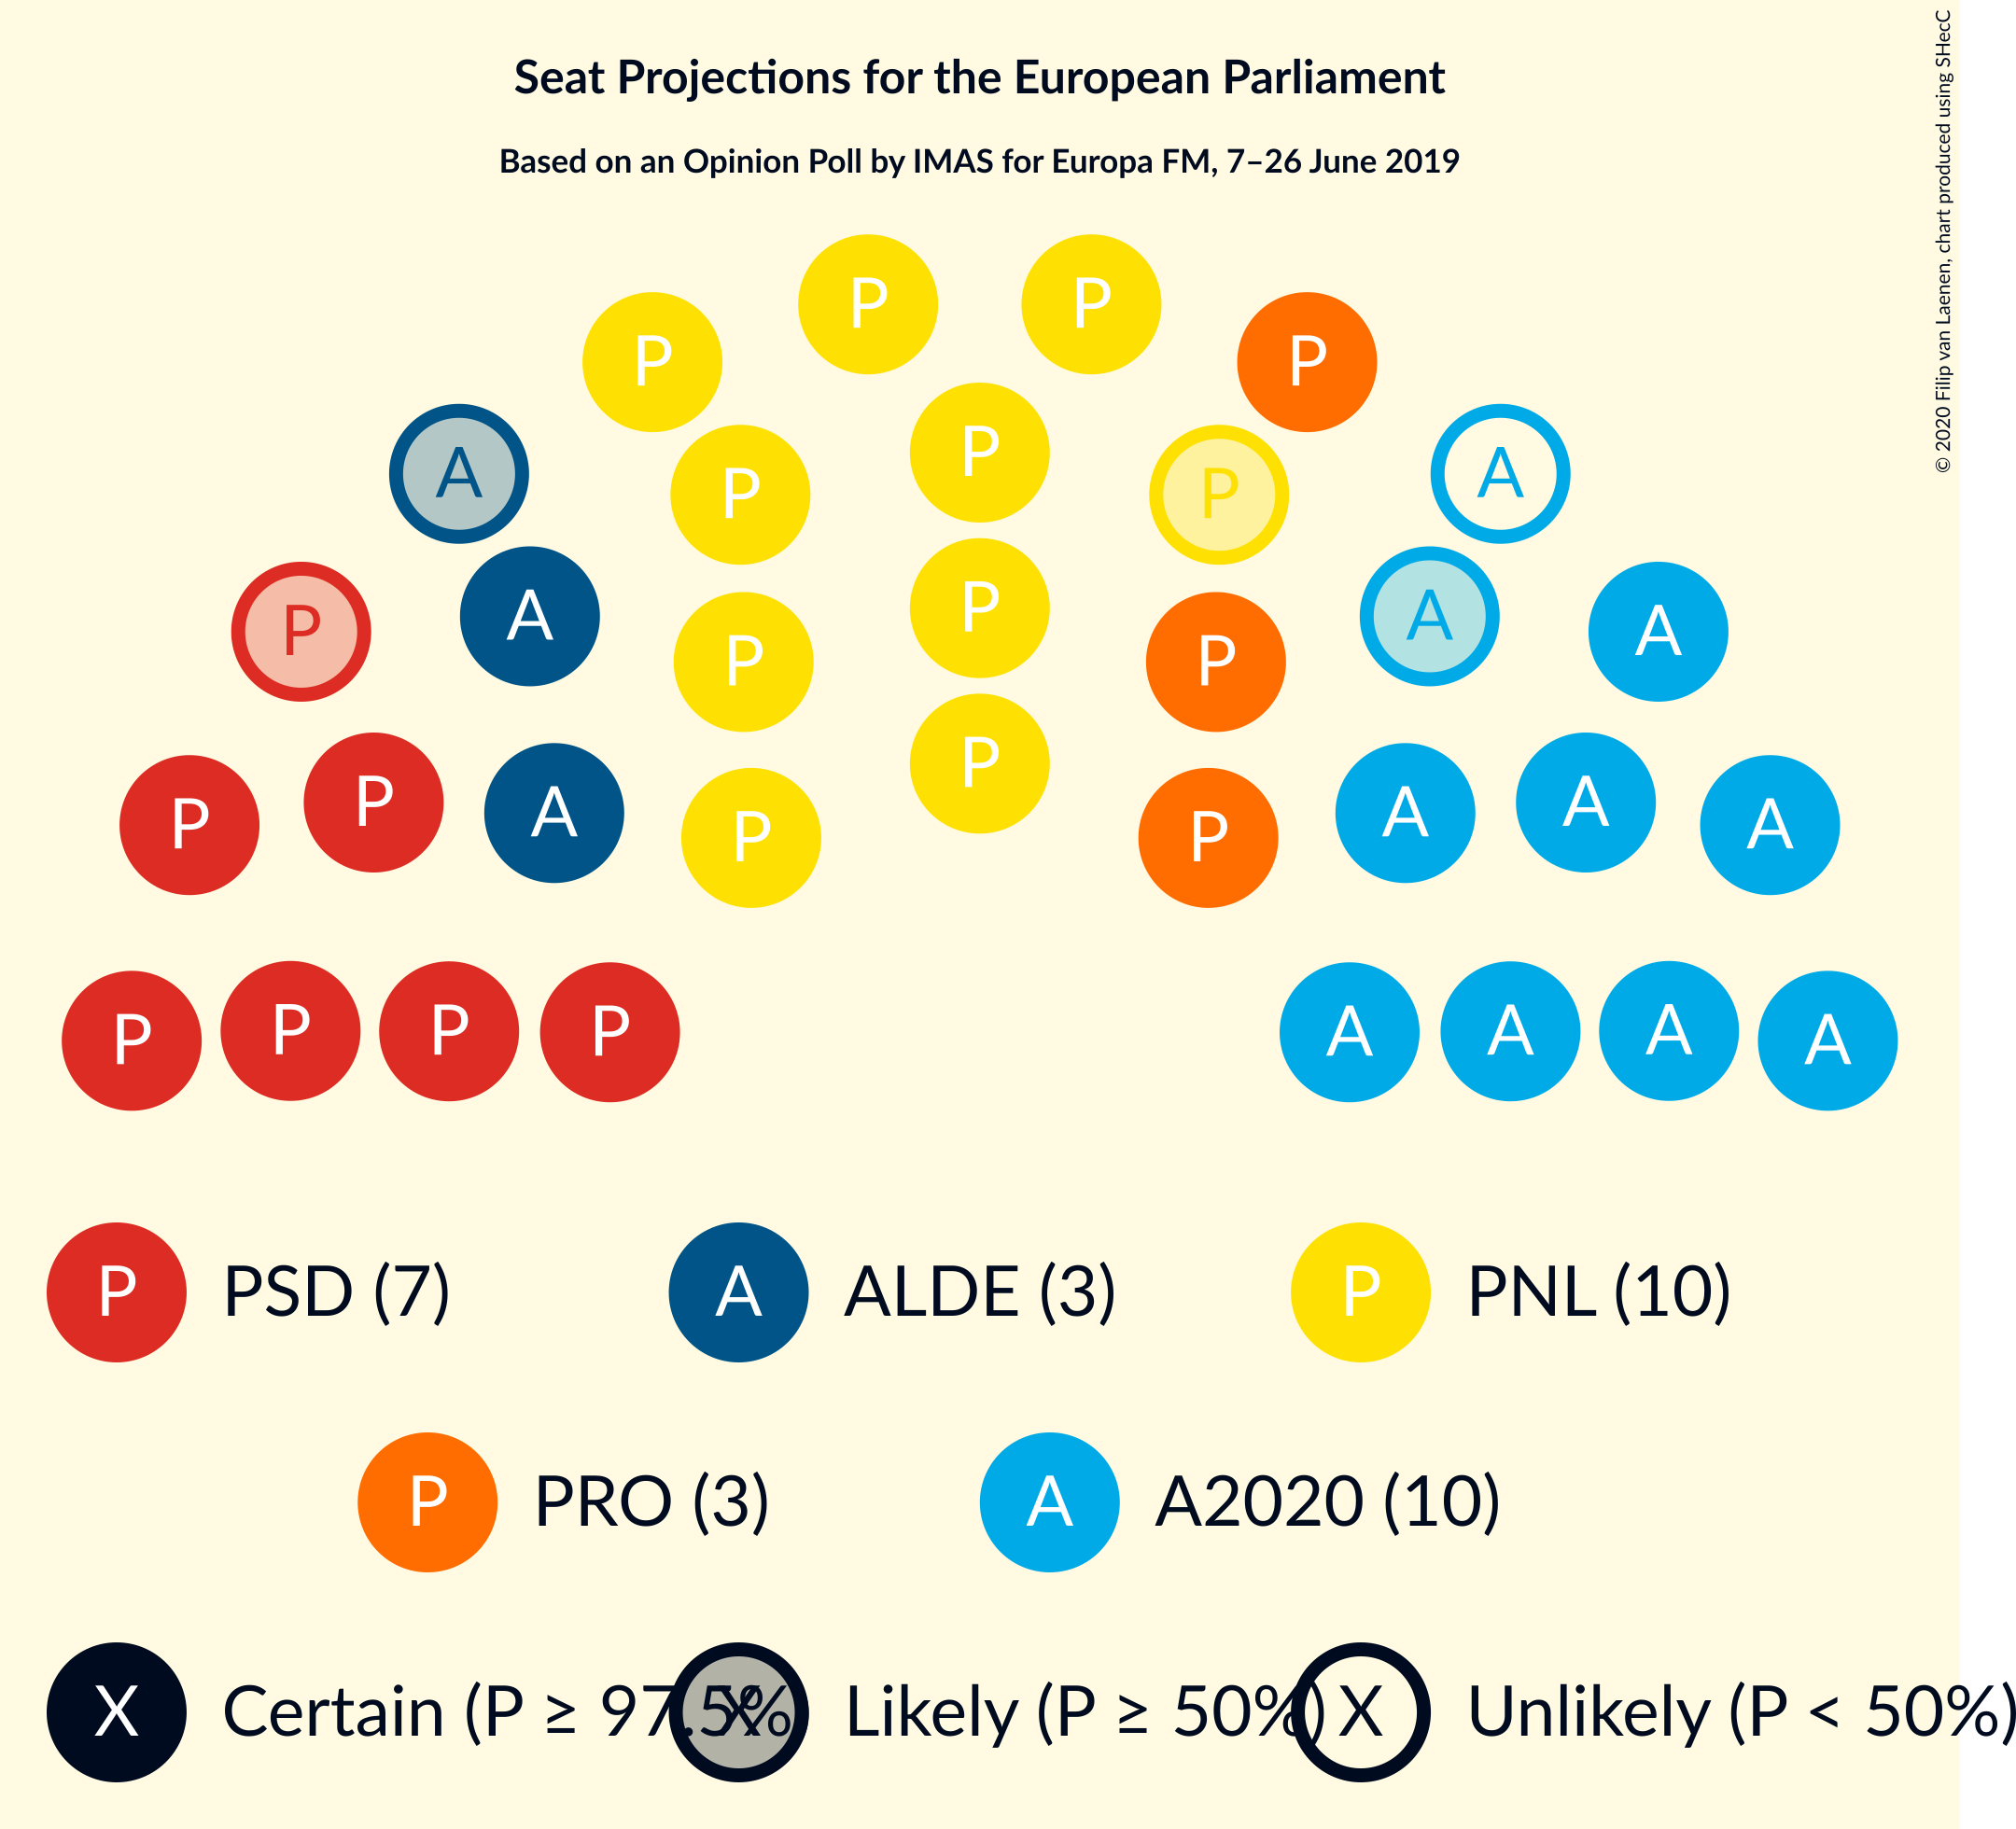 Seat Projections for the European Parliament
Based on an Opinion Poll by IMAS for Europa FM, 7–26 June 2019
© 2020 Filip van Laenen, chart produced using SHecC
P P
P P
P
A A
P P
A A
P
P A A
P P
P
P P A
P A A
P P
P P P P A A A A
P PSD (7) A ALDE (3) P PNL (10)
P PRO (3) A A2020 (10)
X Certain (P ≥ 97.5% X Likely (P ≥ 50%) X Unlikely (P < 50%)